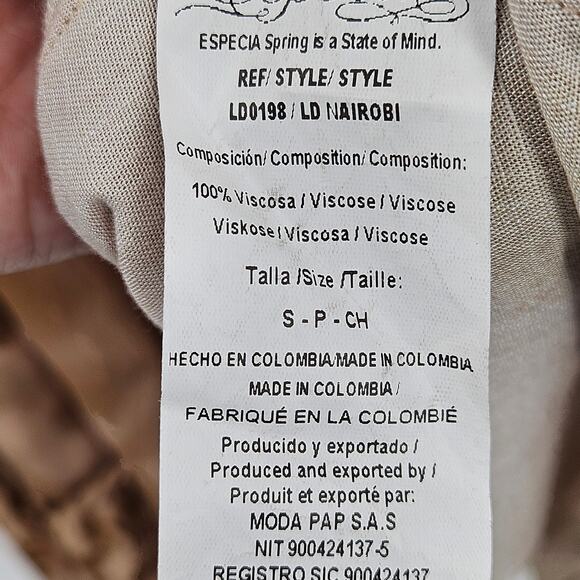 ESPECIA Spring is a State of Mind.
REF/ STYLE/ STYLE
LD0198 / LD NAIROBI
Composición/ Composition/ Composition:
100% Viscosa / Viscose / Viscose
Viskose / Viscosa / Viscose
Talla /Size /Taille:
S - P - CH
HECHO EN COLOMBIA/MADE IN COLOMBIA
MADE IN COLOMBIA /
FABRIQUÉ EN LA COLOMBIÉ
Producido y exportado /
Produced and exported by /
Produit et exporté par:
MODA PAP S.A.S
NIT 900424137-5
REGISTRO SIC 900424137